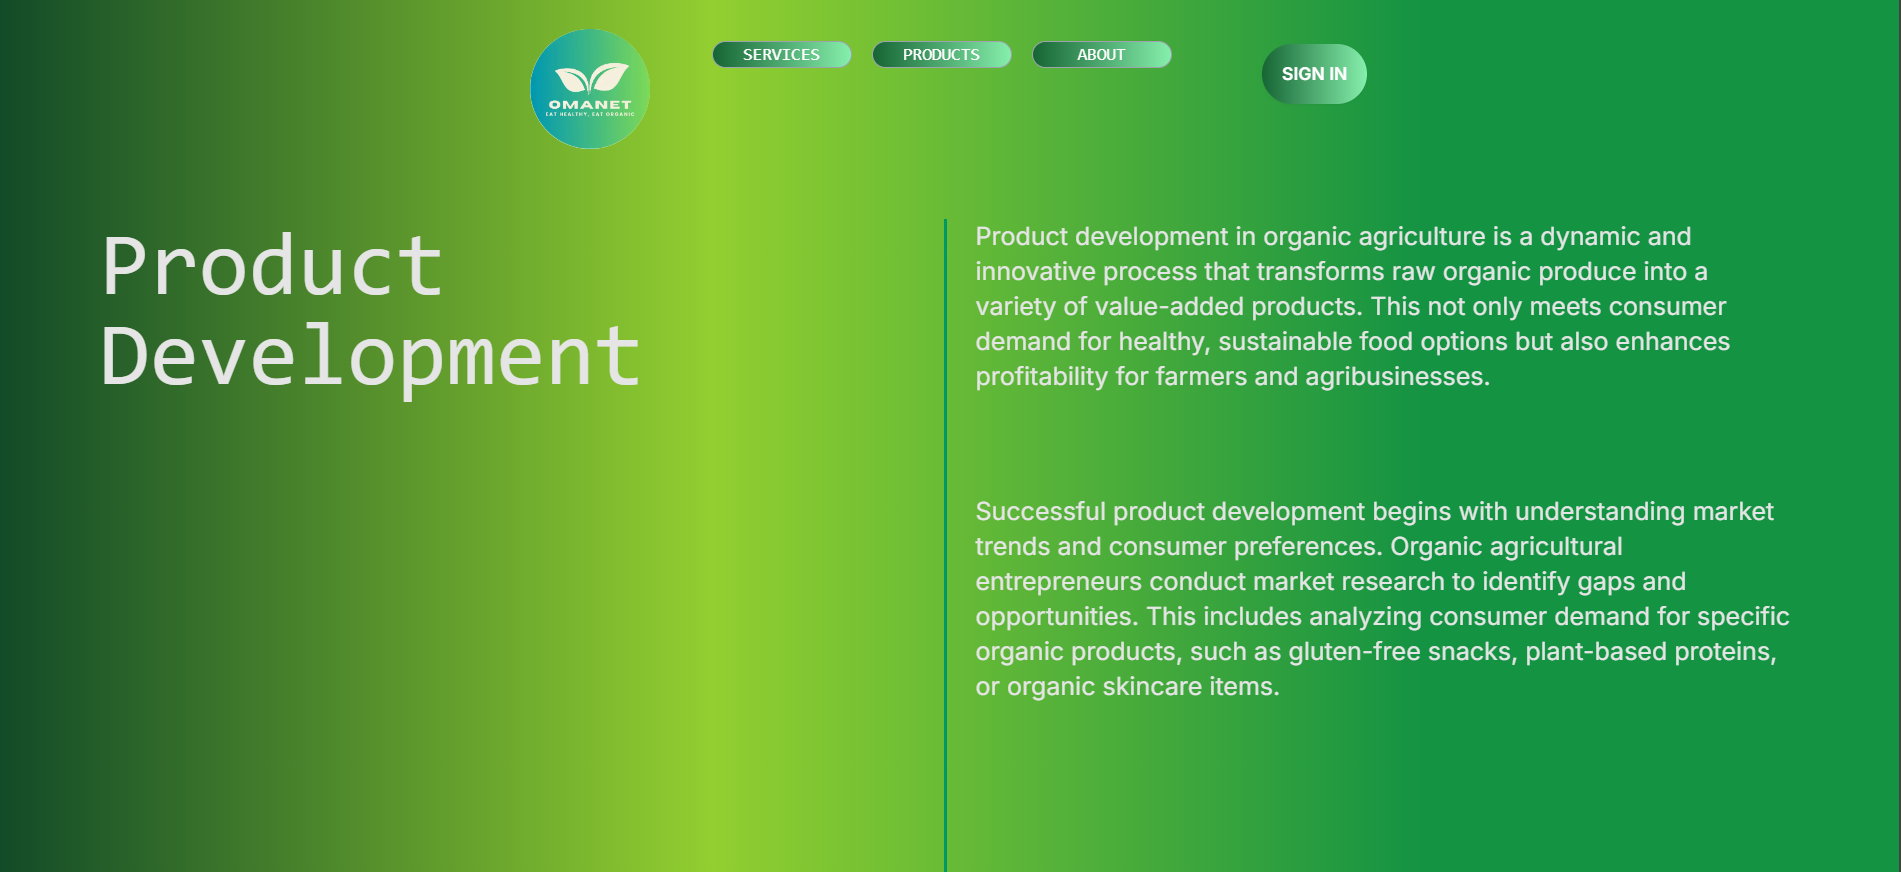 OMANET
EAT HEALTHY, EAT ORGANIC
SERVICES
PRODUCTS
ABOUT
SIGN IN
Product
Development
Product development in organic agriculture is a dynamic and
innovative process that transforms raw organic produce into a
variety of value-added products. This not only meets consumer
demand for healthy, sustainable food options but also enhances
profitability for farmers and agribusinesses.
Successful product development begins with understanding market
trends and consumer preferences. Organic agricultural
entrepreneurs conduct market research to identify gaps and
opportunities. This includes analyzing consumer demand for specific
organic products, such as gluten-free snacks, plant-based proteins,
or organic skincare items.